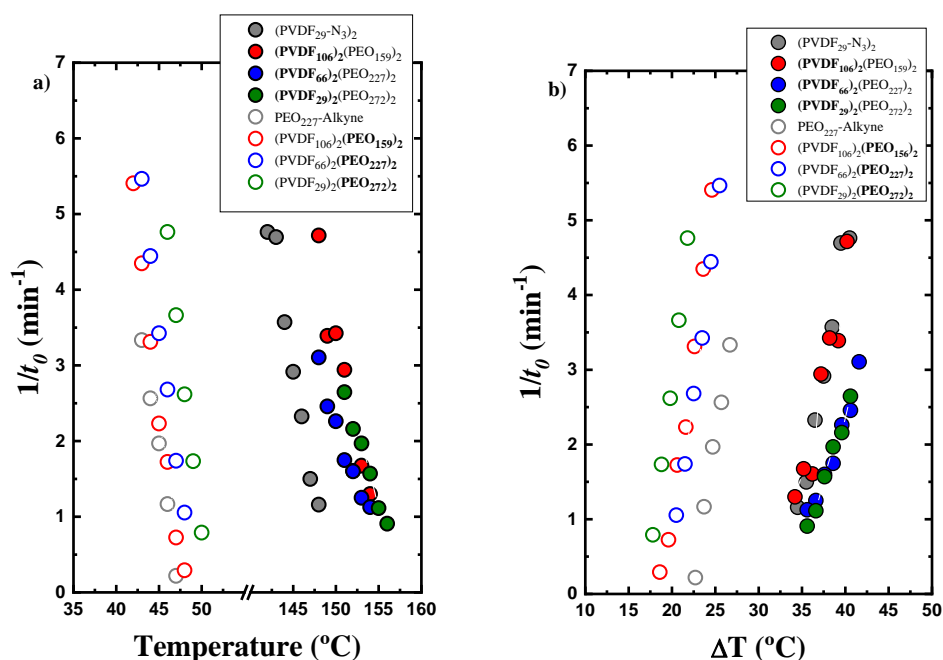 a)
(PVDF₂₉-N₃)₂
(PVDF₁₀₆)₂(PEO₁₅₉)₂
(PVDF₆₆)₂(PEO₂₂₇)₂
(PVDF₂₉)₂(PEO₂₇₂)₂
PEO₂₂₇-Alkyne
(PVDF₁₀₆)₂(PEO₁₅₉)₂
(PVDF₆₆)₂(PEO₂₂₇)₂
(PVDF₂₉)₂(PEO₂₇₂)₂
7
6
5
4
3
2
1
0
1/t₀ (min⁻¹)
35 40 45 50 145 150 155 160
Temperature (ºC)
b)
(PVDF₂₉-N₃)₂
(PVDF₁₀₆)₂(PEO₁₅₉)₂
(PVDF₆₆)₂(PEO₂₂₇)₂
(PVDF₂₉)₂(PEO₂₇₂)₂
PEO₂₂₇-Alkyne
(PVDF₁₀₆)₂(PEO₁₅₆)₂
(PVDF₆₆)₂(PEO₂₂₇)₂
(PVDF₂₉)₂(PEO₂₇₂)₂
7
6
5
4
3
2
1
0
1/t₀ (min⁻¹)
10 15 20 25 30 35 40 45 50
ΔT (ºC)